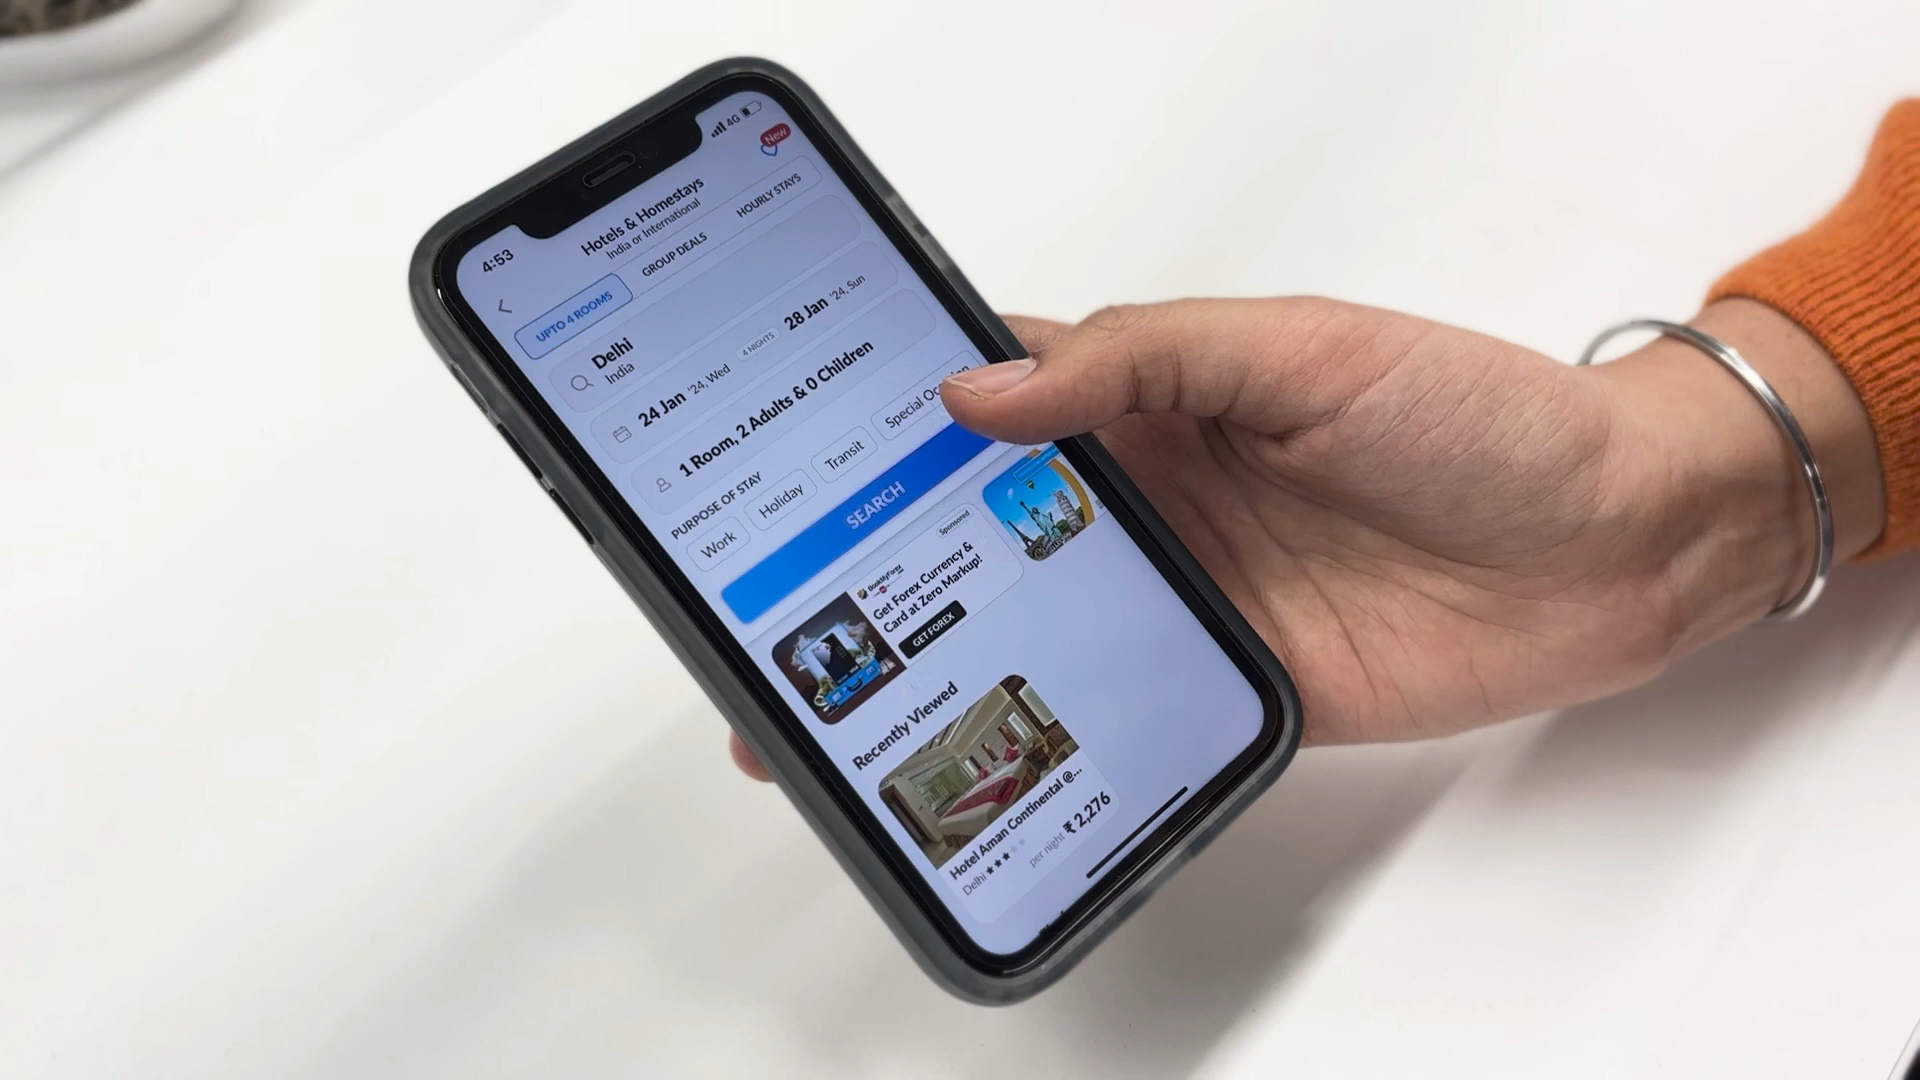 4:53
4G
New
Hotels & Homestays
India or International
UPTO 4 ROOMS
GROUP DEALS
HOURLY STAYS
Delhi
India
24 Jan '24, Wed
4 NIGHTS
28 Jan '24, Sun
1 Room, 2 Adults & 0 Children
PURPOSE OF STAY
Work
Holiday
Transit
Special
SEARCH
Sponsored
BookMyForex
Get Forex Currency &
Card at Zero Markup!
GET FOREX
Recently Viewed
Hotel Aman Continental @...
Delhi ★★★☆☆
per night ₹ 2,276